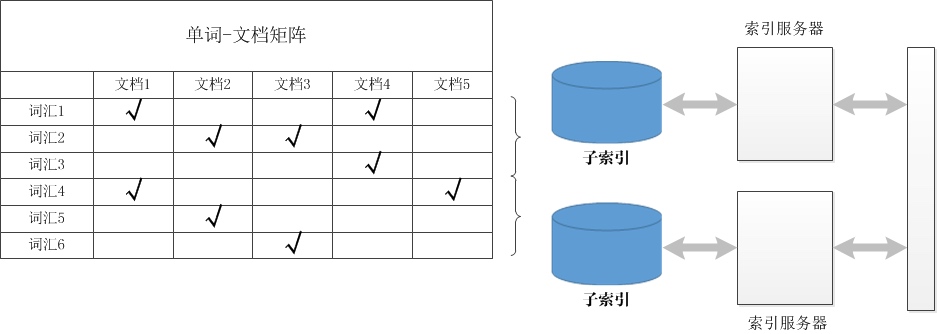 单词-文档矩阵
文档1 文档2 文档3 文档4 文档5
词汇1
词汇2
词汇3
词汇4
词汇5
词汇6
索引服务器
子索引
子索引
索引服务器